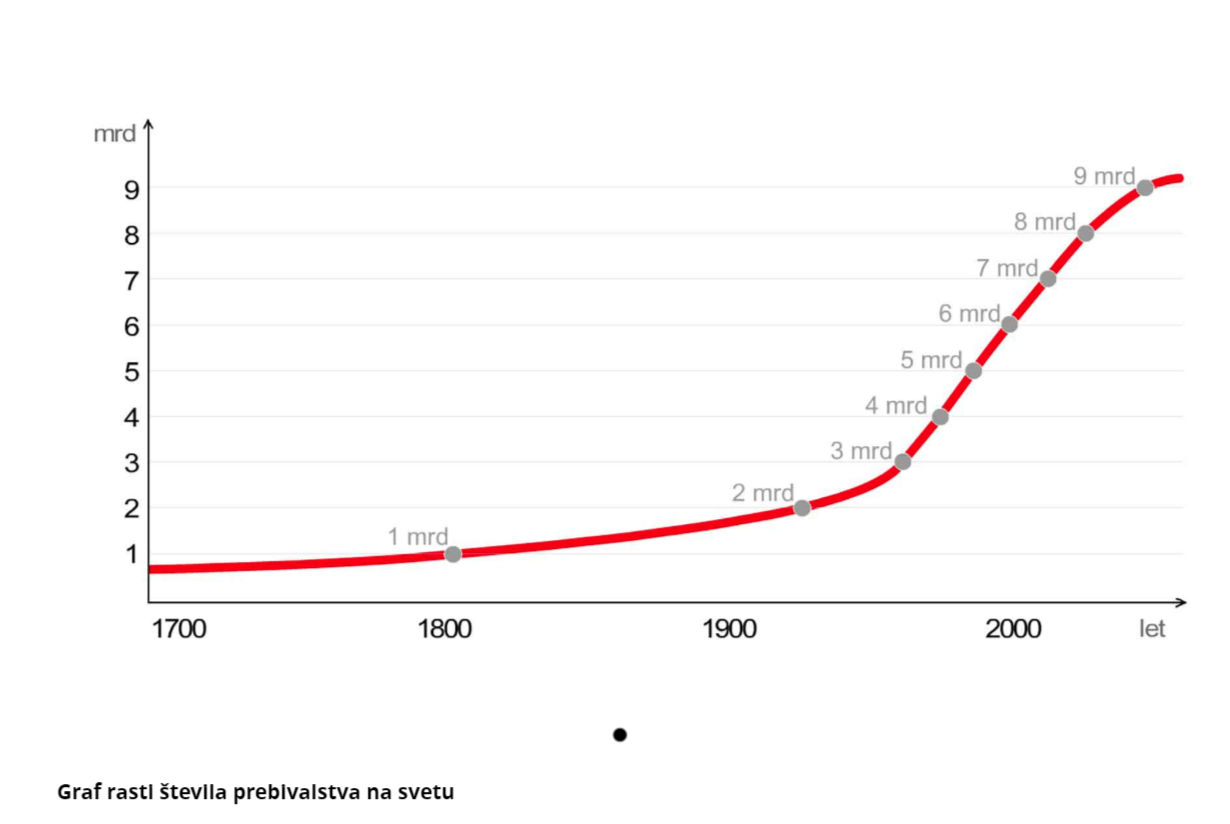 mrd
9 mrd
9
8 mrd
8
7 mrd
7
6 mrd
6
5 mrd
5
4 mrd
4
3 mrd
3
2 mrd
2
1 mrd
1
1700 1800 1900 2000 let
Graf rasti števila prebivalstva na svetu